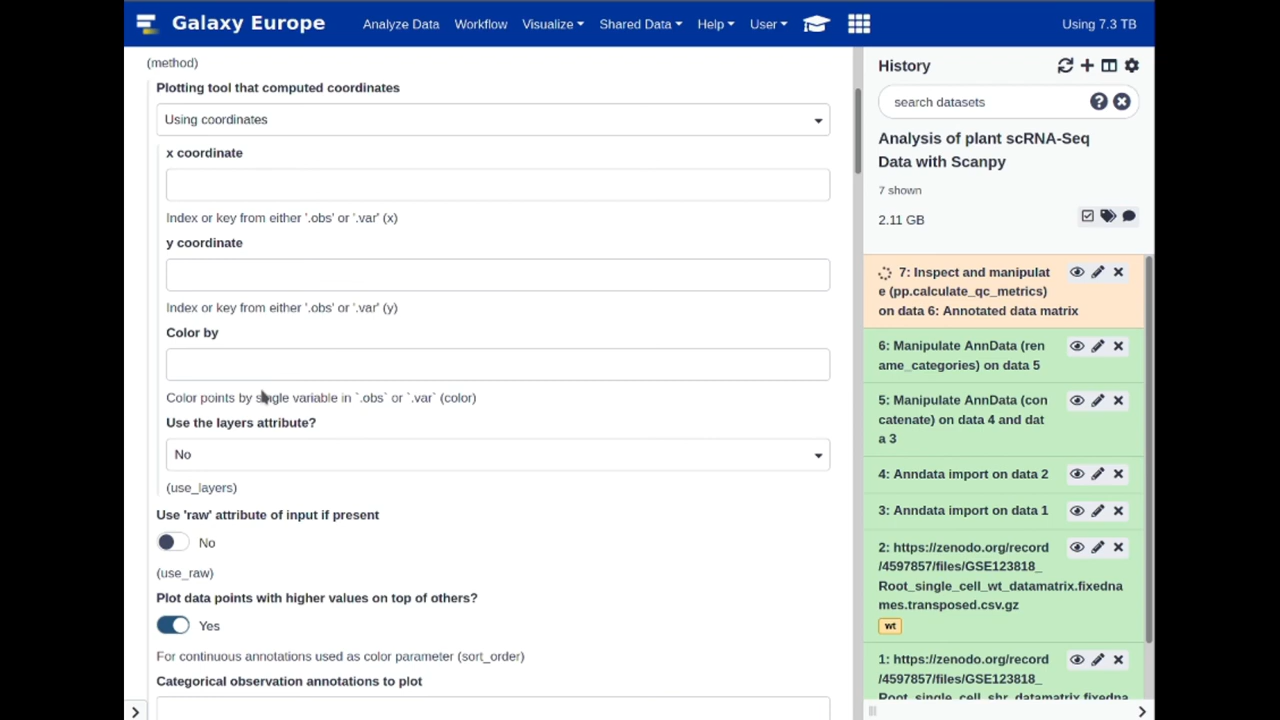 Galaxy Europe
Analyze Data Workflow Visualize Shared Data Help User Using 7.3 TB
(method)
Plotting tool that computed coordinates
Using coordinates
x coordinate
Index or key from either '.obs' or '.var' (x)
y coordinate
Index or key from either '.obs' or '.var' (y)
Color by
Color points by single variable in `.obs` or `.var` (color)
Use the layers attribute?
No
(use_layers)
Use 'raw' attribute of input if present
No
(use_raw)
Plot data points with higher values on top of others?
Yes
For continuous annotations used as color parameter (sort_order)
Categorical observation annotations to plot
History
search datasets
Analysis of plant scRNA-Seq
Data with Scanpy
7 shown
2.11 GB
7: Inspect and manipulat
e (pp.calculate_qc_metrics)
on data 6: Annotated data matrix
6: Manipulate AnnData (ren
ame_categories) on data 5
5: Manipulate AnnData (con
catenate) on data 4 and dat
a 3
4: Anndata import on data 2
3: Anndata import on data 1
2: https://zenodo.org/record
/4597857/files/GSE123818_
Root_single_cell_wt_datamatrix.fixedna
mes.transposed.csv.gz
wt
1: https://zenodo.org/record
/4597857/files/GSE123818_
Root_single_cell_shr_datamatrix.fixedna